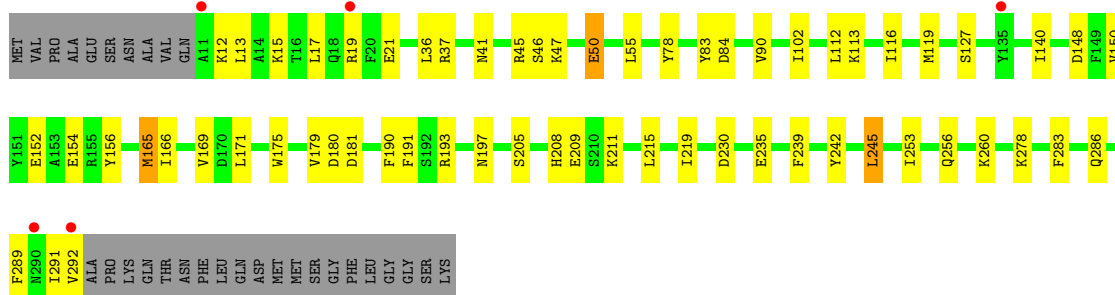 MET VAL PRO ALA GLU SER ASN ALA VAL GLN A11 K12 L13 A14 K15 T16 L17 Q18 R19 F20 E21 L36 R37 N41 R45 S46 K47 E50 L55 Y78 Y83 D84 V90 I102 L112 K113 I116 M119 S127 Y135 I140 D148 F149 V150
Y151 E152 A153 E154 R155 Y156 M165 I166 V169 D170 L171 W175 V179 D180 D181 F190 F191 S192 R193 N197 S205 H208 E209 S210 K211 L215 I219 D230 E235 F239 Y242 L245 I253 Q256 K260 K278 F283 Q286
F289 N290 I291 V292 ALA PRO LYS GLN THR ASN PHE LEU GLN ASP MET MET SER GLY PHE LEU GLY GLY SER LYS